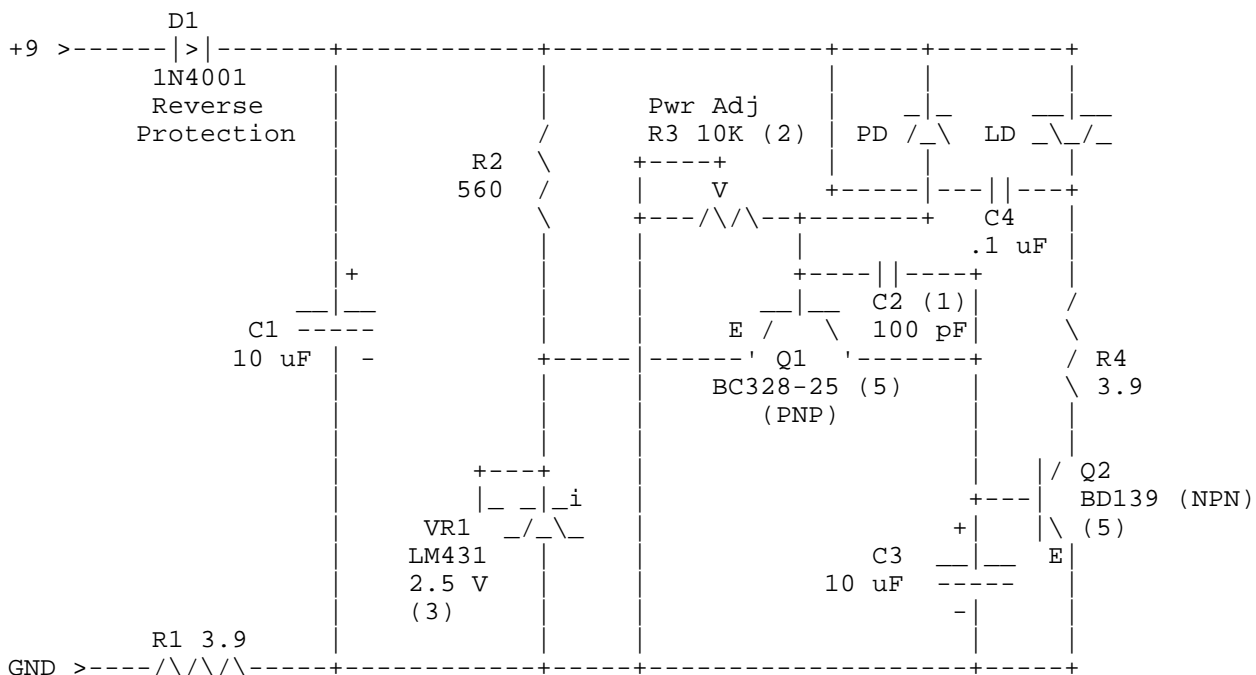 D1
+9
1N4001
Reverse
Protection
Pwr Adj
R3 10K (2)
PD
LD
R2
560
V
C4
.1 uF
+
C1
10 uF
-
C2 (1)
100 pF
E
Q1
BC328-25 (5)
(PNP)
R4
3.9
i
VR1
LM431
2.5 V
(3)
Q2
BD139 (NPN)
(5)
+
E
C3
10 uF
-
R1 3.9
GND